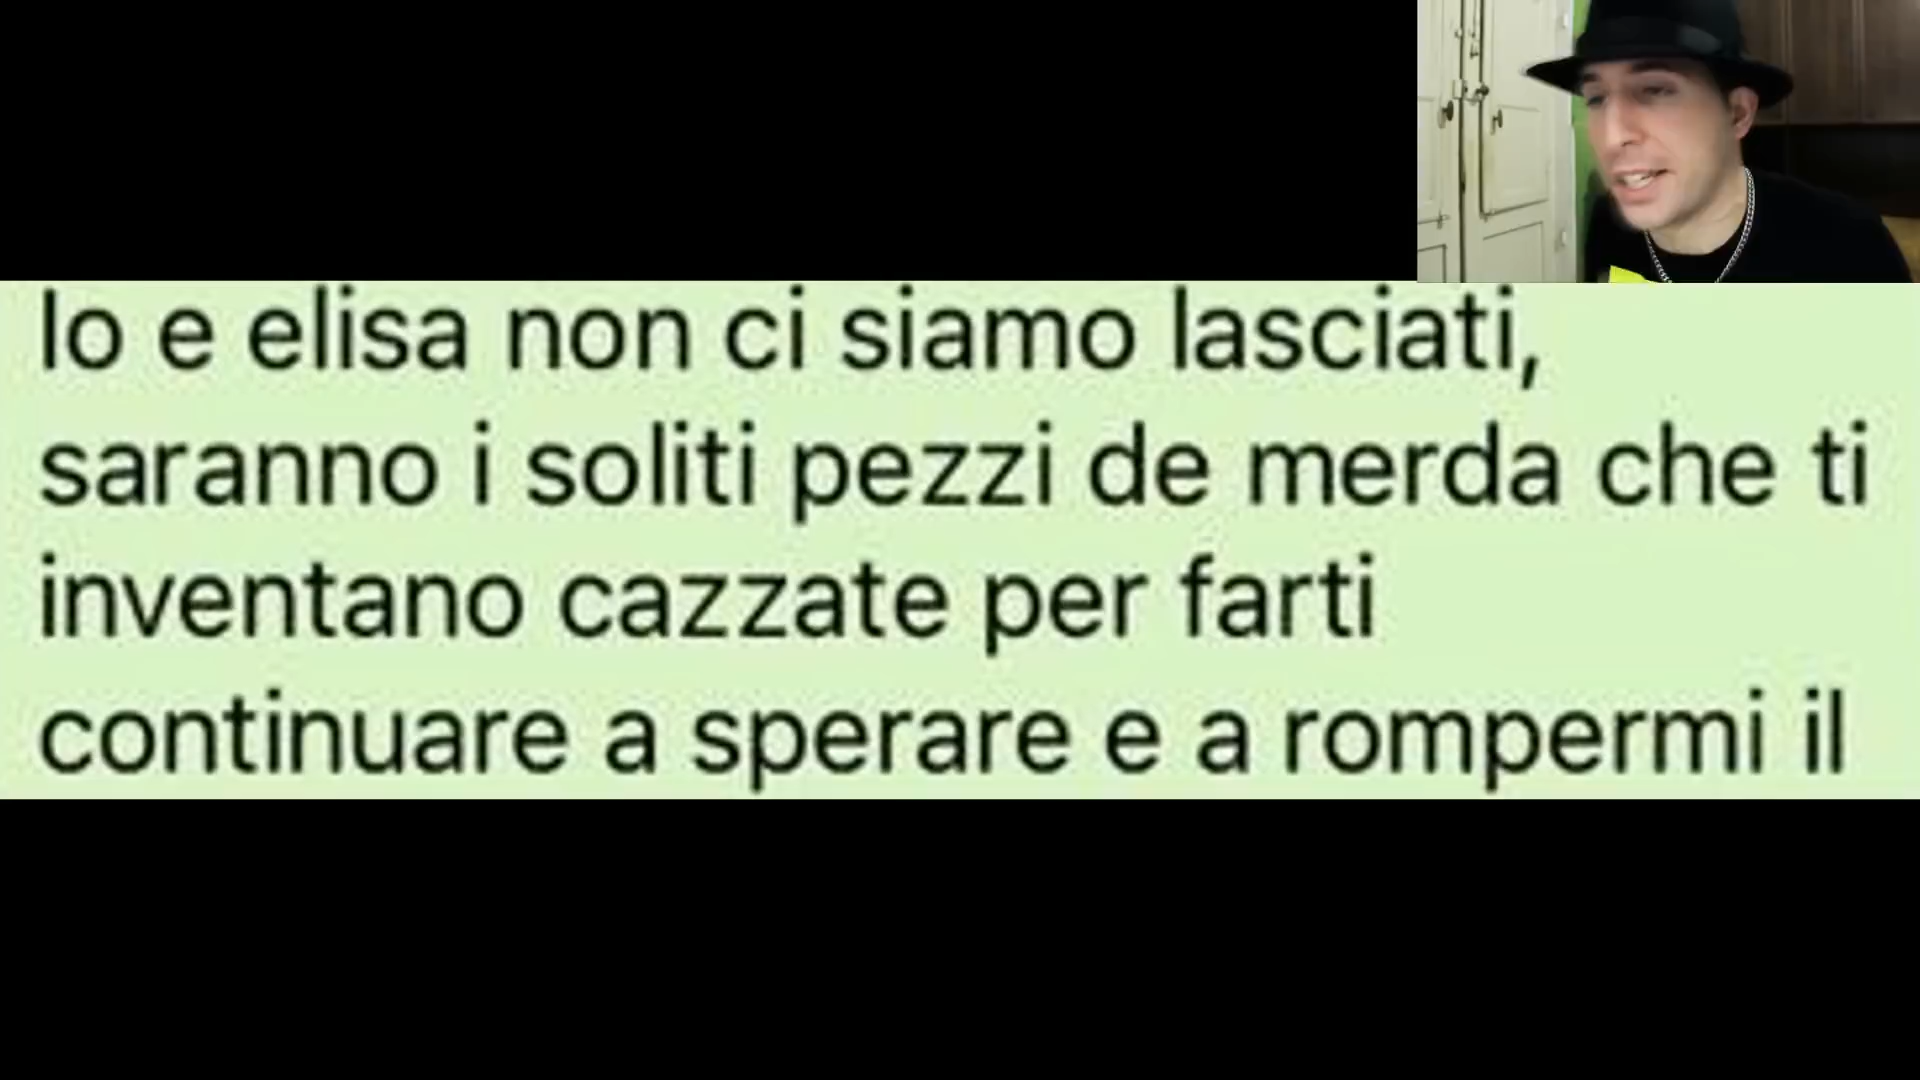 Io e elisa non ci siamo lasciati,
saranno i soliti pezzi de merda che ti
inventano cazzate per farti
continuare a sperare e a rompermi il